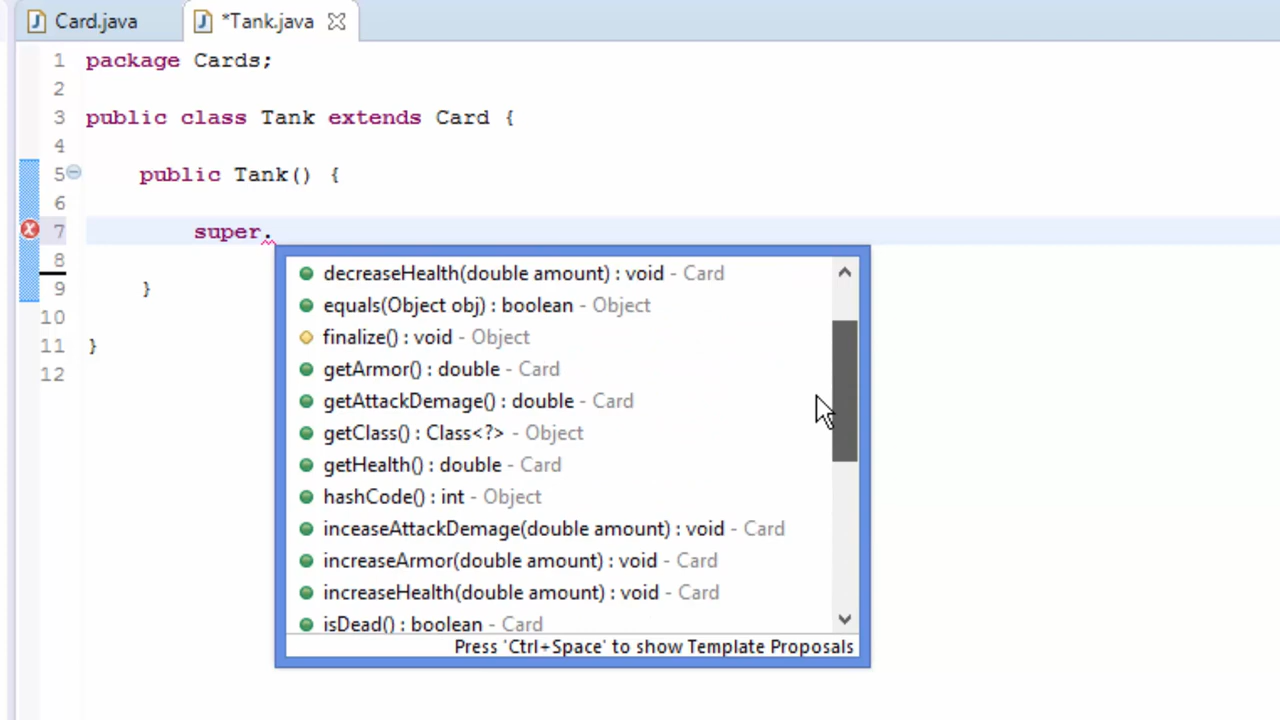 Card.java *Tank.java
1 package Cards;
2
3 public class Tank extends Card {
4
5 public Tank() {
6
7 super.
8
9 }
10
11 }
12
decreaseHealth(double amount) : void - Card
equals(Object obj) : boolean - Object
finalize() : void - Object
getArmor() : double - Card
getAttackDemage() : double - Card
getClass() : Class<?> - Object
getHealth() : double - Card
hashCode() : int - Object
inceaseAttackDemage(double amount) : void - Card
increaseArmor(double amount) : void - Card
increaseHealth(double amount) : void - Card
isDead() : boolean - Card
Press 'Ctrl+Space' to show Template Proposals